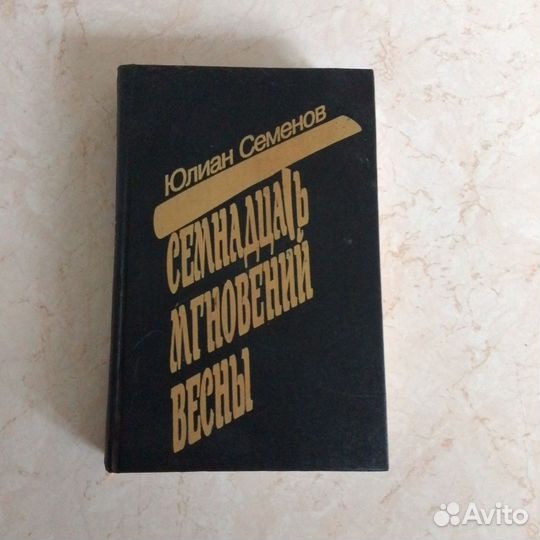 Юлиан Семенов
СЕМНАДЦАТЬ
МГНОВЕНИЙ
ВЕСНЫ
Avito